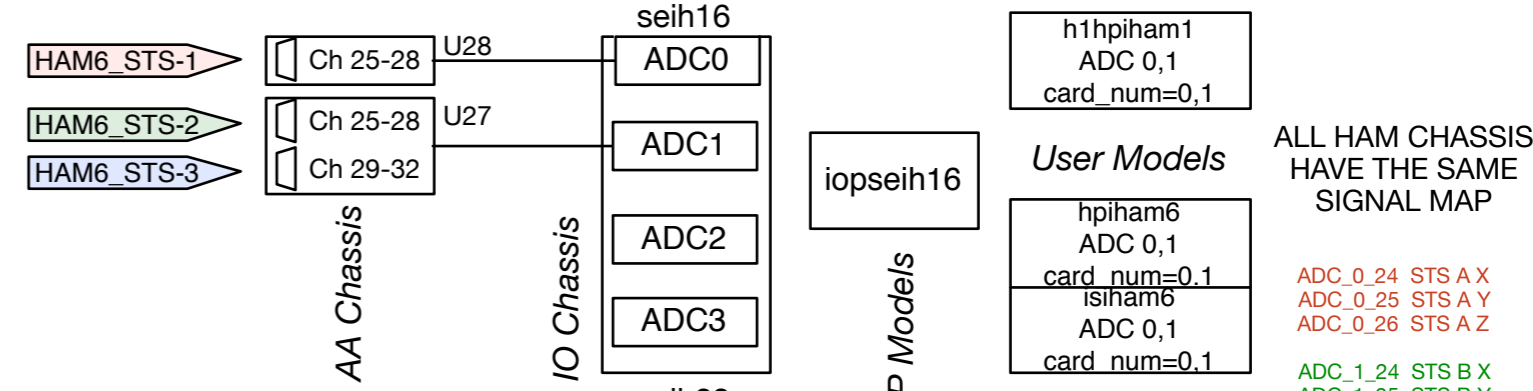 seih16
HAM6_STS-1
Ch 25-28
U28
ADC0
HAM6_STS-2
Ch 25-28
U27
HAM6_STS-3
Ch 29-32
ADC1
ADC2
ADC3
AA Chassis
IO Chassis
iopseih16
P Models
h1hpiham1
ADC 0,1
card_num=0,1
User Models
hpiham6
ADC 0,1
card_num=0.1
isiham6
ADC 0,1
card_num=0,1
ALL HAM CHASSIS
HAVE THE SAME
SIGNAL MAP
ADC_0_24 STS A X
ADC_0_25 STS A Y
ADC_0_26 STS A Z
ADC_1_24 STS B X